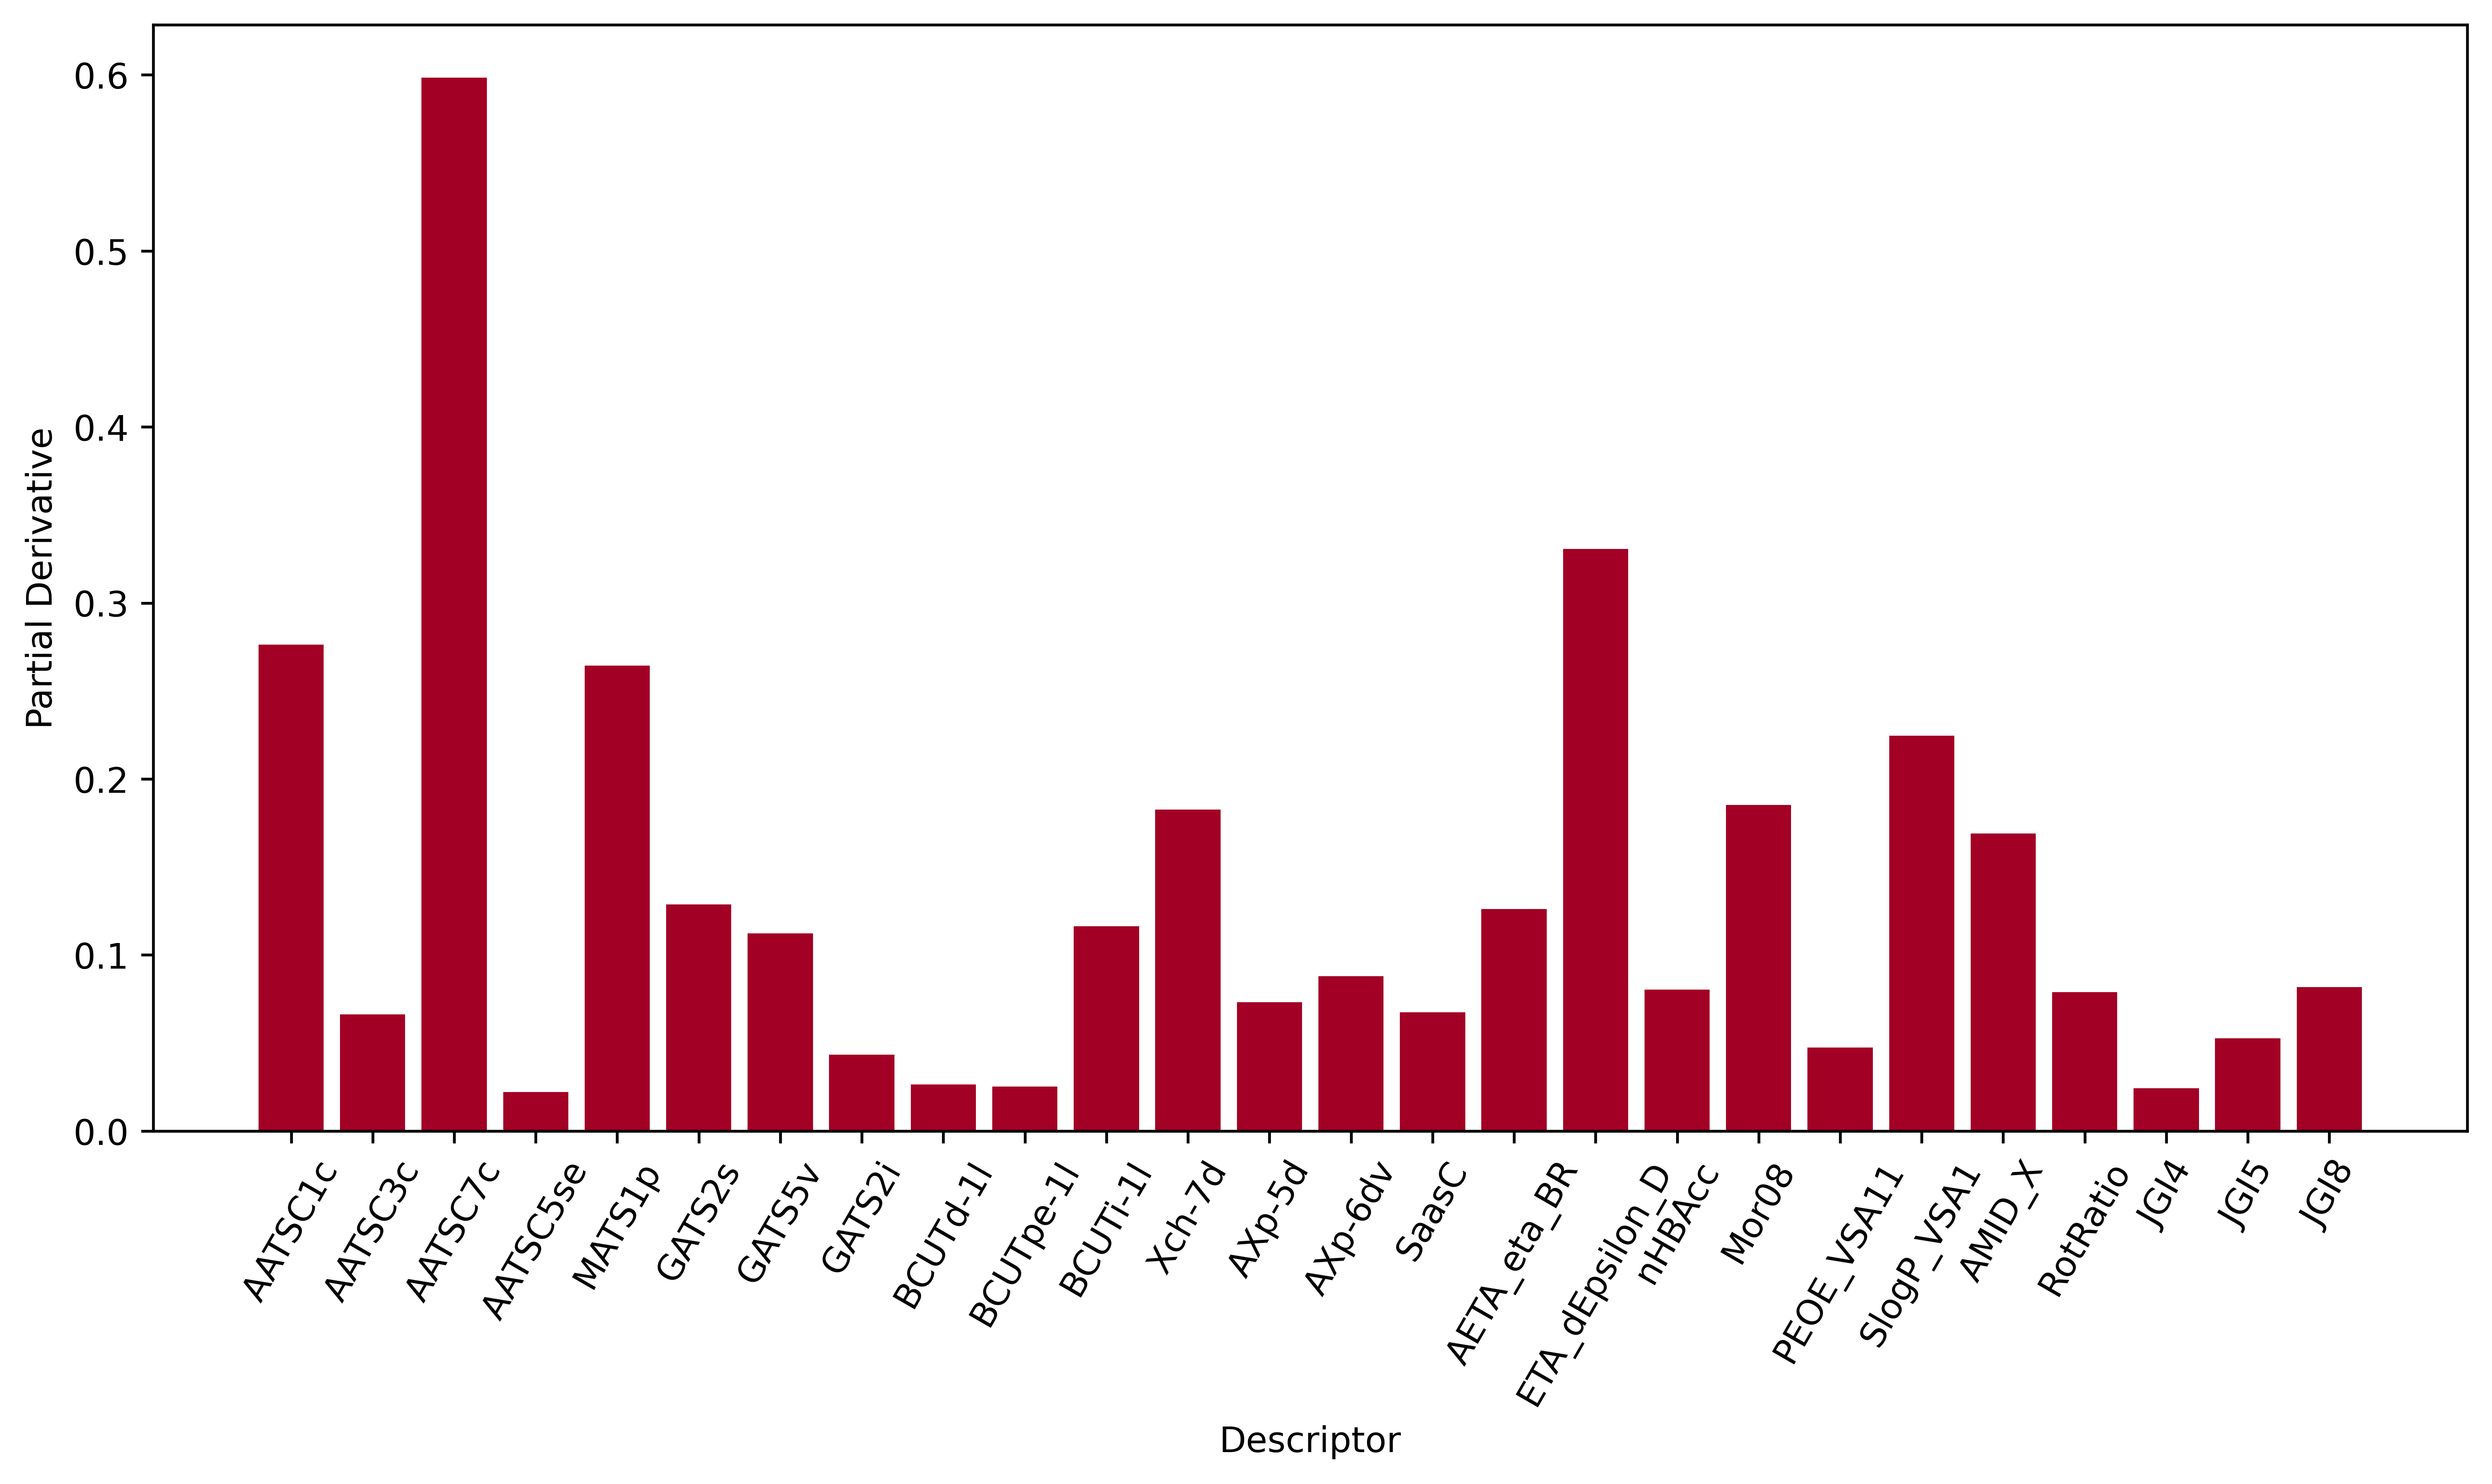 0.6
0.5
0.4
0.3
0.2
0.1
0.0
Partial Derivative
AATSC1c
AATSC3c
AATSC7c
AATSC5se
MATS1p
GATS2s
GATS5v
GATS2i
BCUTd-1l
BCUTpe-1l
BCUTi-1l
Xch-7d
AXp-5d
AXp-6dv
SaasC
AETA_eta_BR
ETA_dEpsilon_D
nHBAcc
Mor08
PEOE_VSA11
SlogP_VSA1
AMID_X
RotRatio
JGI4
JGI5
JGI8
Descriptor